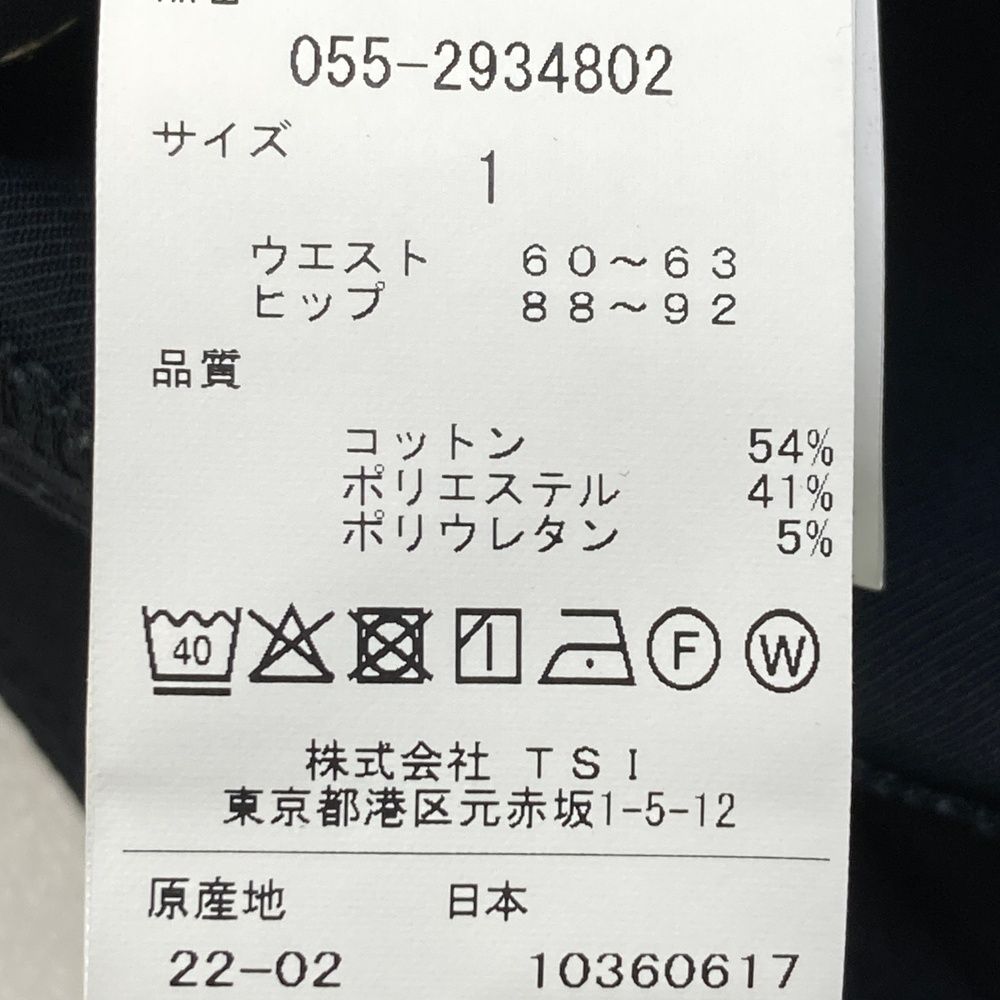 055-2934802
サイズ
1
ウエスト 60～63
ヒップ 88～92
品質
コットン 54%
ポリエステル 41%
ポリウレタン 5%
40 F W
株式会社 TSI
東京都港区元赤坂1-5-12
原産地 日本
22-02 10360617